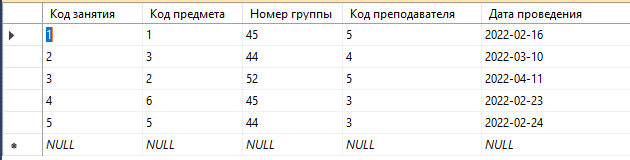 Код занятия Код предмета Номер группы Код преподавателя Дата проведения
1 1 45 5 2022-02-16
2 3 44 4 2022-03-10
3 2 52 5 2022-04-11
4 6 45 3 2022-02-23
5 5 44 3 2022-02-24
NULL NULL NULL NULL NULL